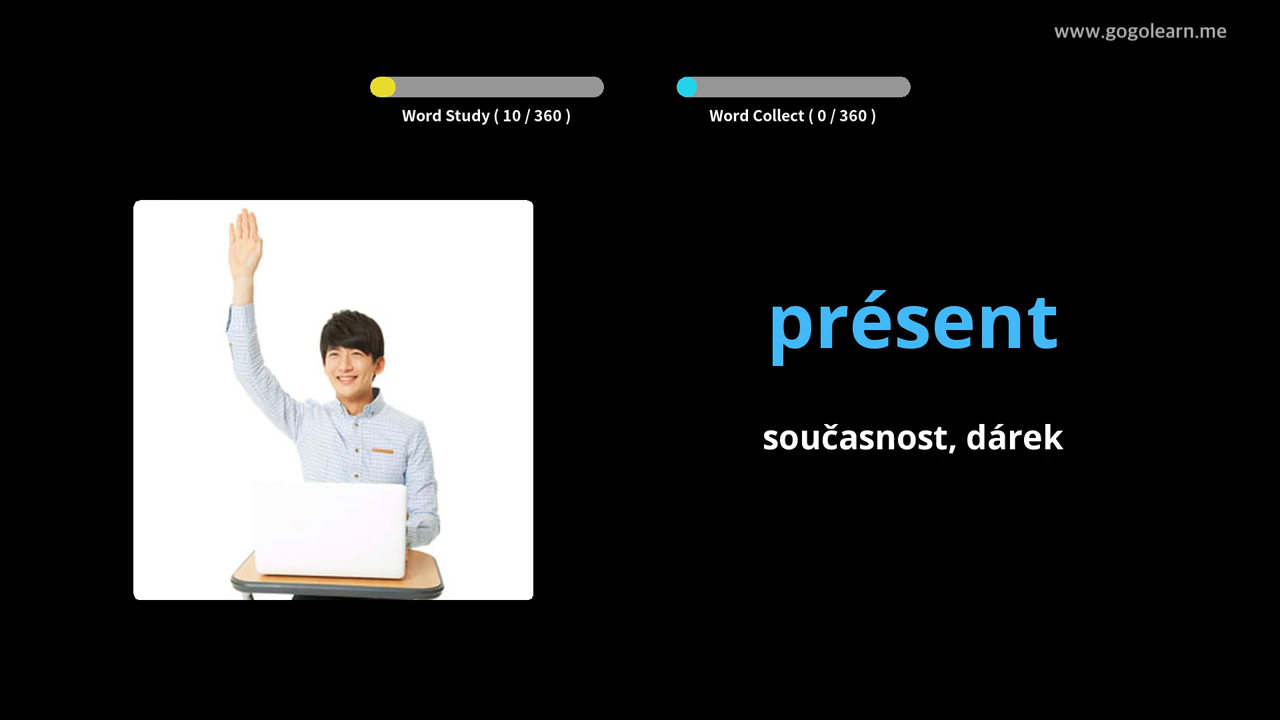 www.gogolearn.me
Word Study ( 10 / 360 )
Word Collect ( 0 / 360 )
présent
současnost, dárek